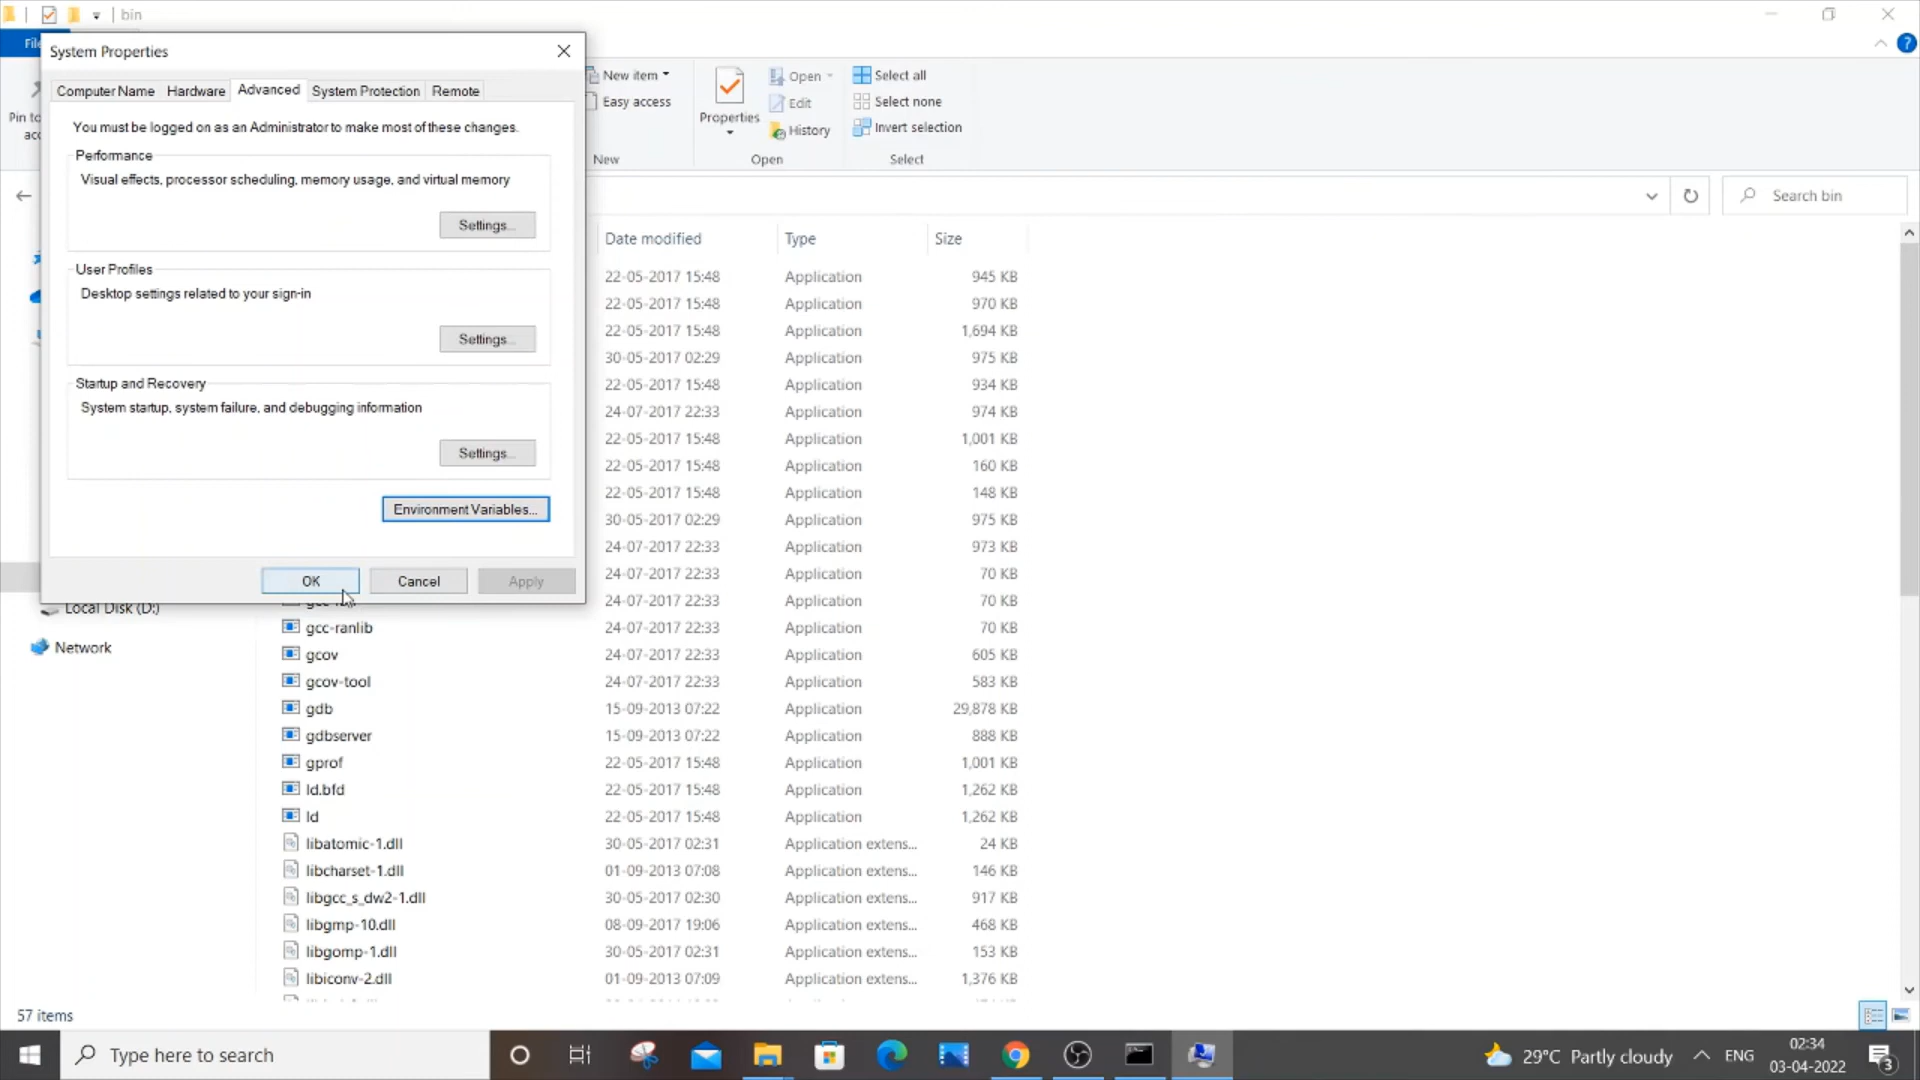 bin
File
System Properties
Computer Name Hardware Advanced System Protection Remote
You must be logged on as an Administrator to make most of these changes.
Performance
Visual effects, processor scheduling, memory usage, and virtual memory
Settings...
User Profiles
Desktop settings related to your sign-in
Settings...
Startup and Recovery
System startup, system failure, and debugging information
Settings...
Environment Variables...
OK Cancel Apply
Pin to
New item
Easy access
New
Properties
Open
Edit
History
Open
Select all
Select none
Invert selection
Select
Search bin
Date modified Type Size
22-05-2017 15:48 Application 945 KB
22-05-2017 15:48 Application 970 KB
22-05-2017 15:48 Application 1,694 KB
30-05-2017 02:29 Application 975 KB
22-05-2017 15:48 Application 934 KB
24-07-2017 22:33 Application 974 KB
22-05-2017 15:48 Application 1,001 KB
22-05-2017 15:48 Application 160 KB
22-05-2017 15:48 Application 148 KB
30-05-2017 02:29 Application 975 KB
24-07-2017 22:33 Application 973 KB
24-07-2017 22:33 Application 70 KB
24-07-2017 22:33 Application 70 KB
gcc-ranlib 24-07-2017 22:33 Application 70 KB
gcov 24-07-2017 22:33 Application 605 KB
gcov-tool 24-07-2017 22:33 Application 583 KB
gdb 15-09-2013 07:22 Application 29,878 KB
gdbserver 15-09-2013 07:22 Application 888 KB
gprof 22-05-2017 15:48 Application 1,001 KB
ld.bfd 22-05-2017 15:48 Application 1,262 KB
ld 22-05-2017 15:48 Application 1,262 KB
libatomic-1.dll 30-05-2017 02:31 Application extens... 24 KB
libcharset-1.dll 01-09-2013 07:08 Application extens... 146 KB
libgcc_s_dw2-1.dll 30-05-2017 02:30 Application extens... 917 KB
libgmp-10.dll 08-09-2017 19:06 Application extens... 468 KB
libgomp-1.dll 30-05-2017 02:31 Application extens... 153 KB
libiconv-2.dll 01-09-2013 07:09 Application extens... 1,376 KB
Local Disk (D:)
Network
57 items
Type here to search
29°C Partly cloudy
ENG
02:34
03-04-2022
3